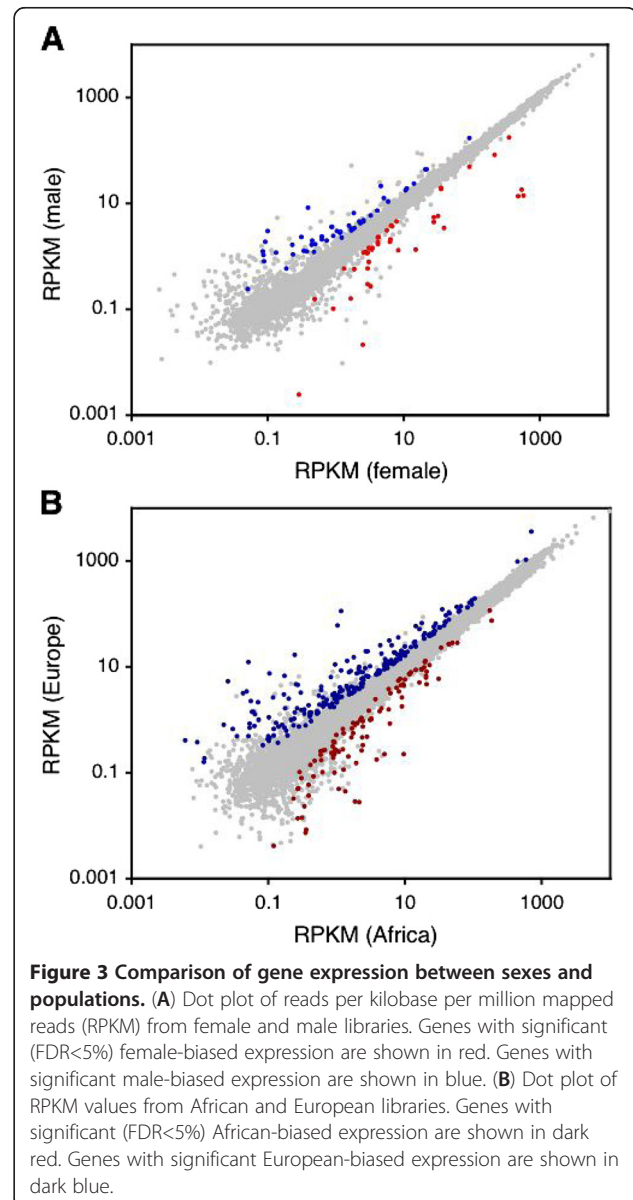 A
1000
10
0.1
0.001
RPKM (male)
0.001 0.1 10 1000
RPKM (female)
B
1000
10
0.1
0.001
RPKM (Europe)
0.001 0.1 10 1000
RPKM (Africa)
Figure 3 Comparison of gene expression between sexes and
populations. (A) Dot plot of reads per kilobase per million mapped
reads (RPKM) from female and male libraries. Genes with significant
(FDR<5%) female-biased expression are shown in red. Genes with
significant male-biased expression are shown in blue. (B) Dot plot of
RPKM values from African and European libraries. Genes with
significant (FDR<5%) African-biased expression are shown in dark
red. Genes with significant European-biased expression are shown in
dark blue.